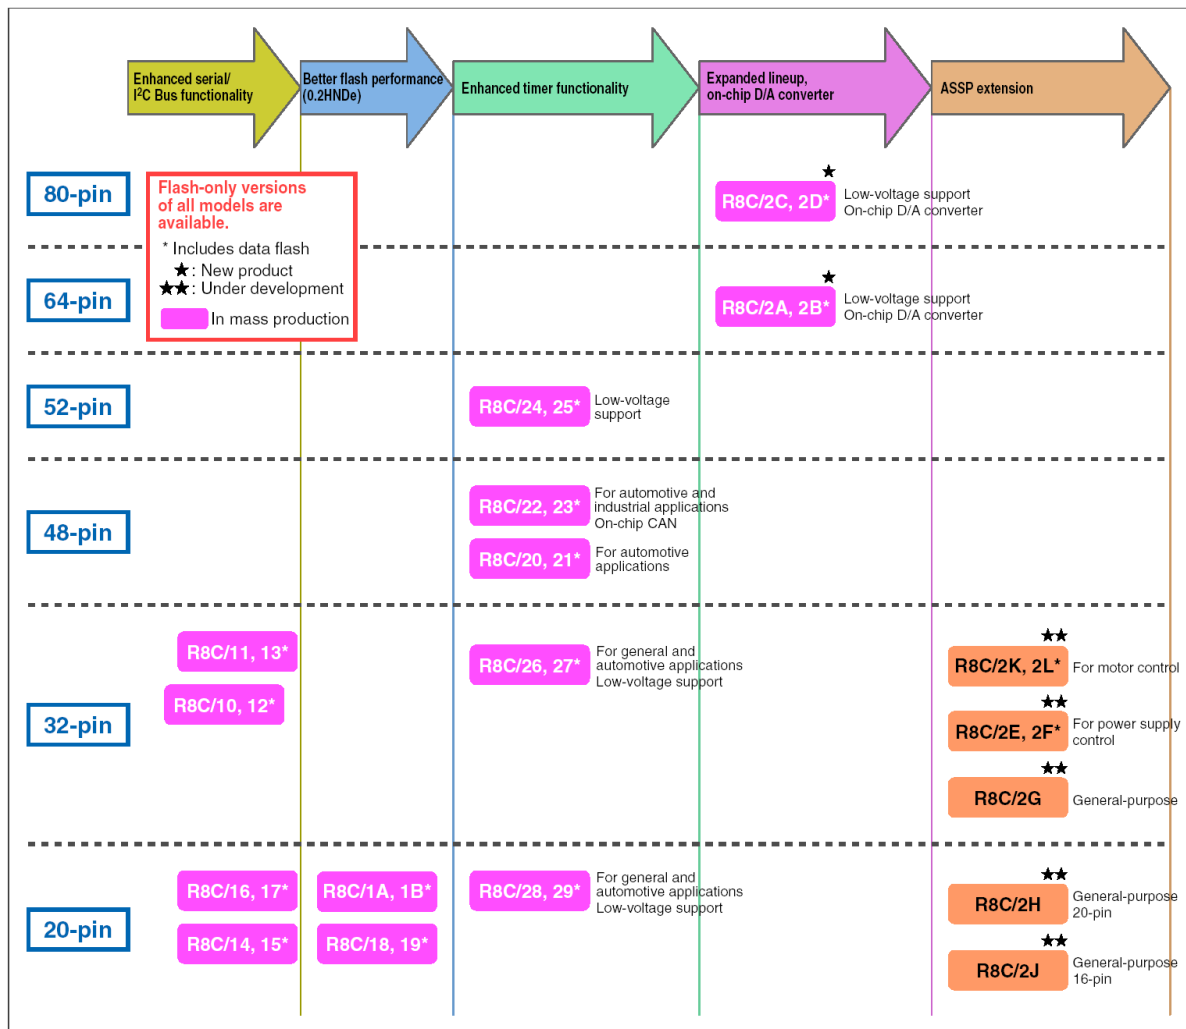 Enhanced serial/
I²C Bus functionality
Better flash performance
(0.2HNDe)
Enhanced timer functionality
Expanded lineup,
on-chip D/A converter
ASSP extension
80-pin
Flash-only versions
of all models are
available.
* Includes data flash
★: New product
★★: Under development
In mass production
★
R8C/2C, 2D*
Low-voltage support
On-chip D/A converter
64-pin
★
R8C/2A, 2B*
Low-voltage support
On-chip D/A converter
52-pin
R8C/24, 25*
Low-voltage
support
48-pin
R8C/22, 23*
For automotive and
industrial applications
On-chip CAN
R8C/20, 21*
For automotive
applications
32-pin
R8C/11, 13*
R8C/10, 12*
R8C/26, 27*
For general and
automotive applications
Low-voltage support
★★
R8C/2K, 2L*
For motor control
★★
R8C/2E, 2F*
For power supply
control
★★
R8C/2G
General-purpose
20-pin
R8C/16, 17*
R8C/14, 15*
R8C/1A, 1B*
R8C/18, 19*
R8C/28, 29*
For general and
automotive applications
Low-voltage support
★★
R8C/2H
General-purpose
20-pin
★★
R8C/2J
General-purpose
16-pin